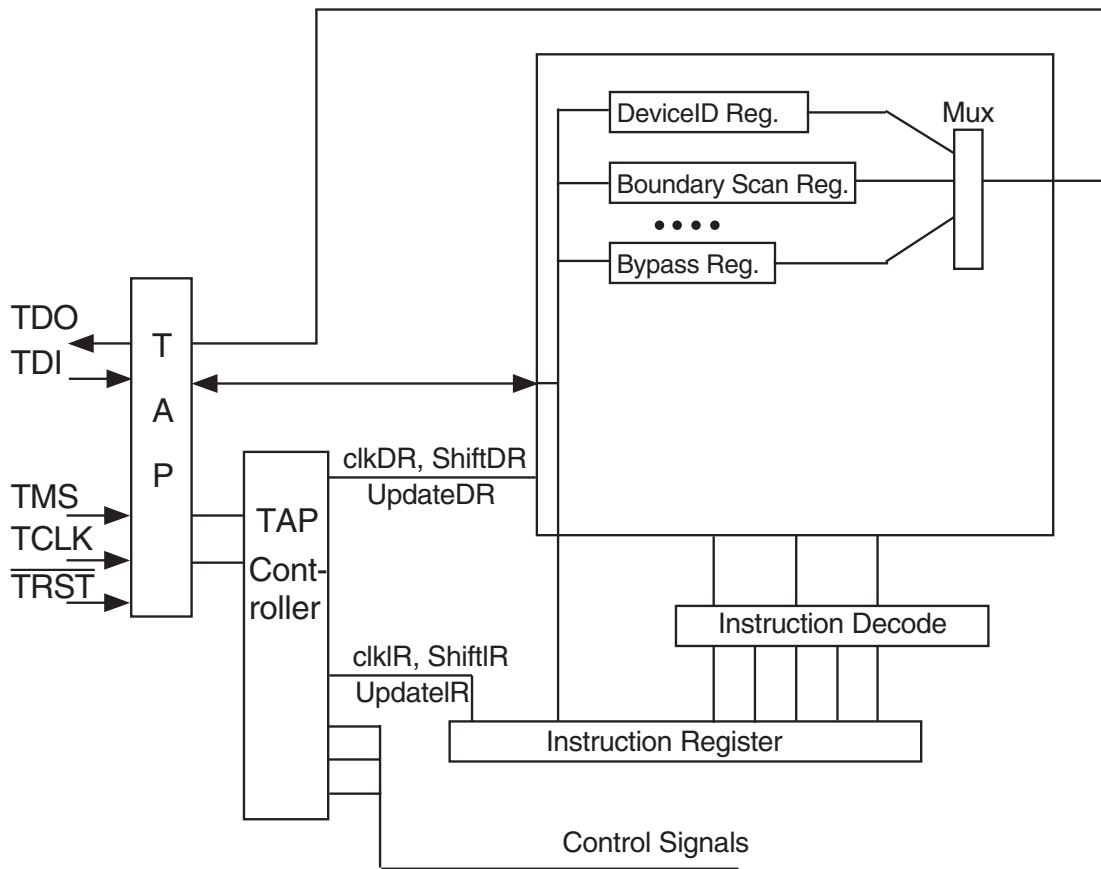 DeviceID Reg.
Mux
Boundary Scan Reg.
Bypass Reg.
TDO
TDI
T
A
P
TMS
TCLK
TRST
clkDR, ShiftDR
UpdateDR
TAP
Cont-
roller
clkIR, ShiftIR
UpdateIR
Instruction Decode
Instruction Register
Control Signals